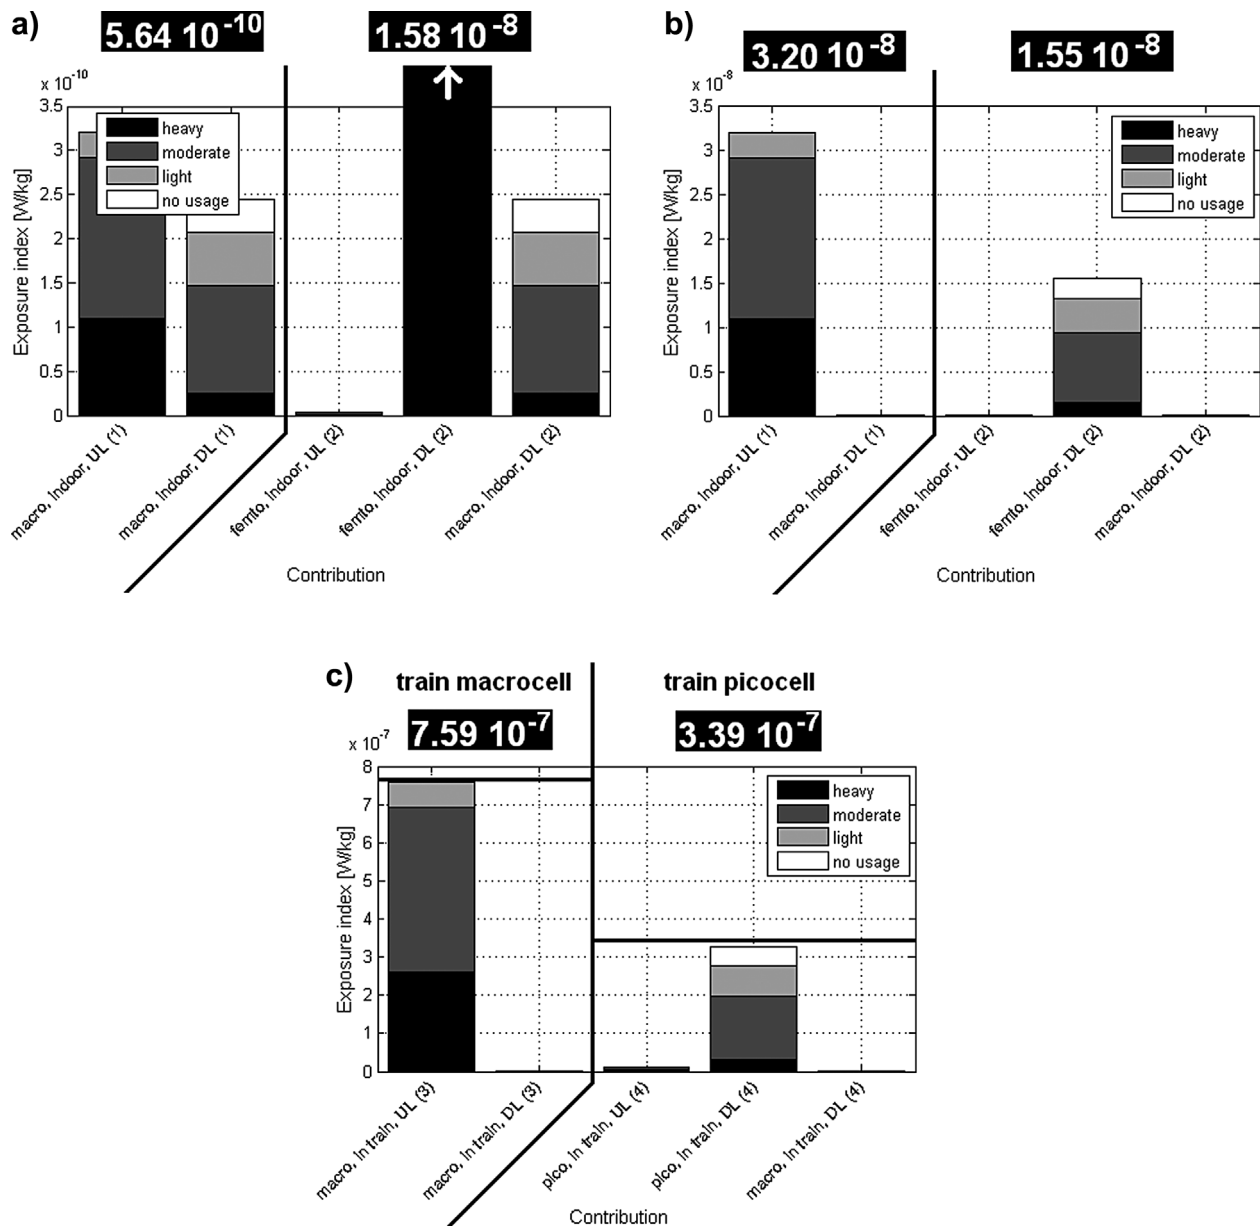 a)
5.64 10 -10
1.58 10 -8
x 10 -10
3.5
3
2.5
2
1.5
1
0.5
0
Exposure index [W/kg]
heavy
moderate
light
no usage
macro, Indoor, UL (1)
macro, Indoor, DL (1)
femto, Indoor, UL (2)
femto, Indoor, DL (2)
macro, Indoor, DL (2)
Contribution
b)
3.20 10 -8
1.55 10 -8
x 10 -8
3.5
3
2.5
2
1.5
1
0.5
0
Exposure index [W/kg]
heavy
moderate
light
no usage
macro, Indoor, UL (1)
macro, Indoor, DL (1)
femto, Indoor, UL (2)
femto, Indoor, DL (2)
macro, Indoor, DL (2)
Contribution
c)
train macrocell
train picocell
7.59 10 -7
3.39 10 -7
x 10 -7
8
7
6
5
4
3
2
1
0
Exposure index [W/kg]
heavy
moderate
light
no usage
macro, In train, UL (3)
macro, In train, DL (3)
pico, In train, UL (4)
pico, In train, DL (4)
macro, In train, DL (4)
Contribution